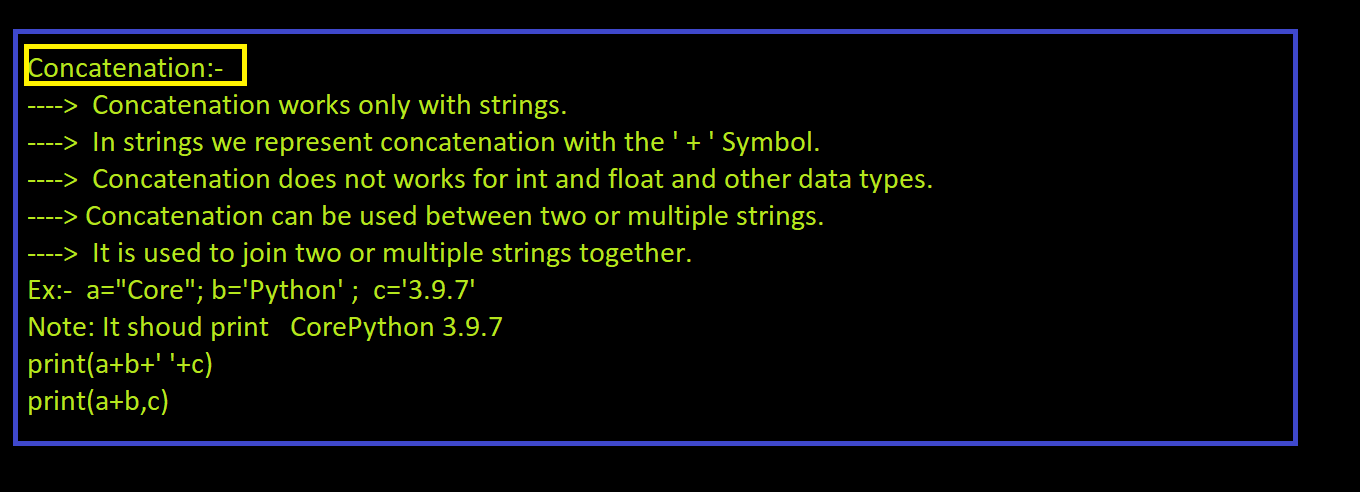 Concatenation:-
---->  Concatenation works only with strings.
---->  In strings we represent concatenation with the ' + ' Symbol.
---->  Concatenation does not works for int and float and other data types.
----> Concatenation can be used between two or multiple strings.
---->  It is used to join two or multiple strings together.
Ex:-  a="Core"; b='Python' ;  c='3.9.7'
Note: It shoud print   CorePython 3.9.7
print(a+b+' '+c)
print(a+b,c)